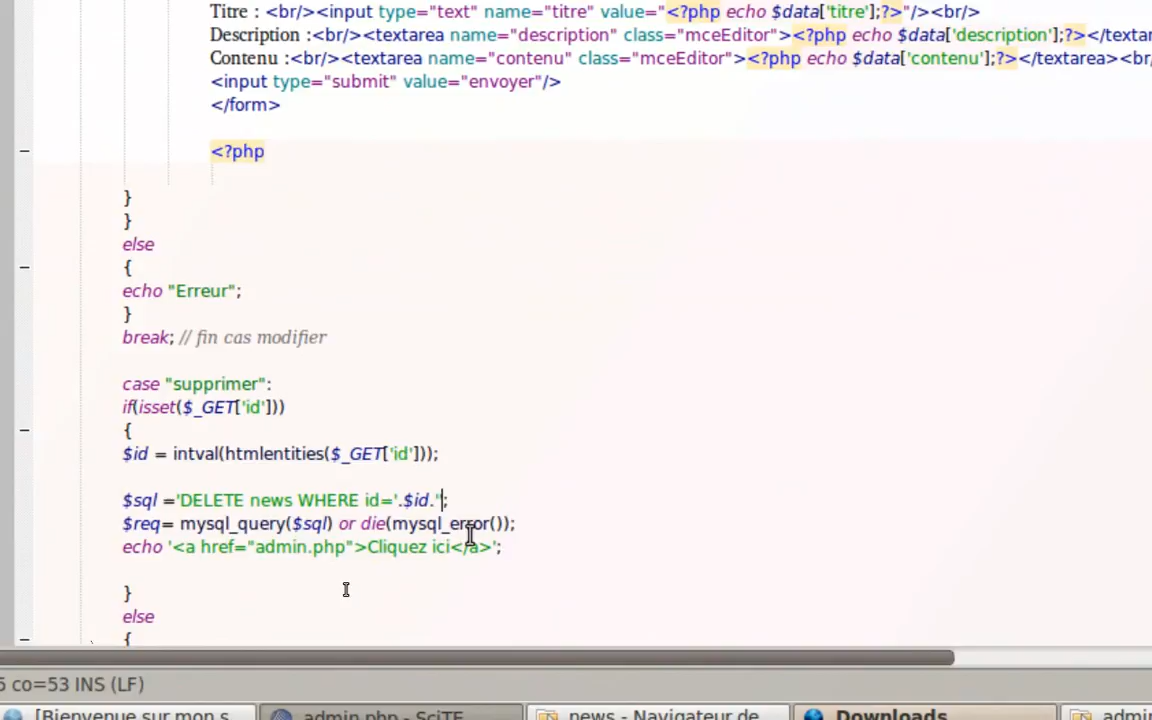 Titre : <br/><input type="text" name="titre" value="<?php echo $data['titre'];?>"/><br/>
Description :<br/><textarea name="description" class="mceEditor"><?php echo $data['description'];?></textar
Contenu :<br/><textarea name="contenu" class="mceEditor"><?php echo $data['contenu'];?></textarea><br/
<input type="submit" value="envoyer"/>
</form>
<?php
}
}
else
{
echo "Erreur";
}
break; // fin cas modifier
case "supprimer":
if(isset($_GET['id']))
{
$id = intval(htmlentities($_GET['id']));
$sql ='DELETE news WHERE id='.$id.'';
$req= mysql_query($sql) or die(mysql_error());
echo '<a href="admin.php">Cliquez ici</a>';
}
else
{
co=53 INS (LF)
[Bienvenue sur mon s... admin.php - SciTE news - Navigateur de ... Downloads